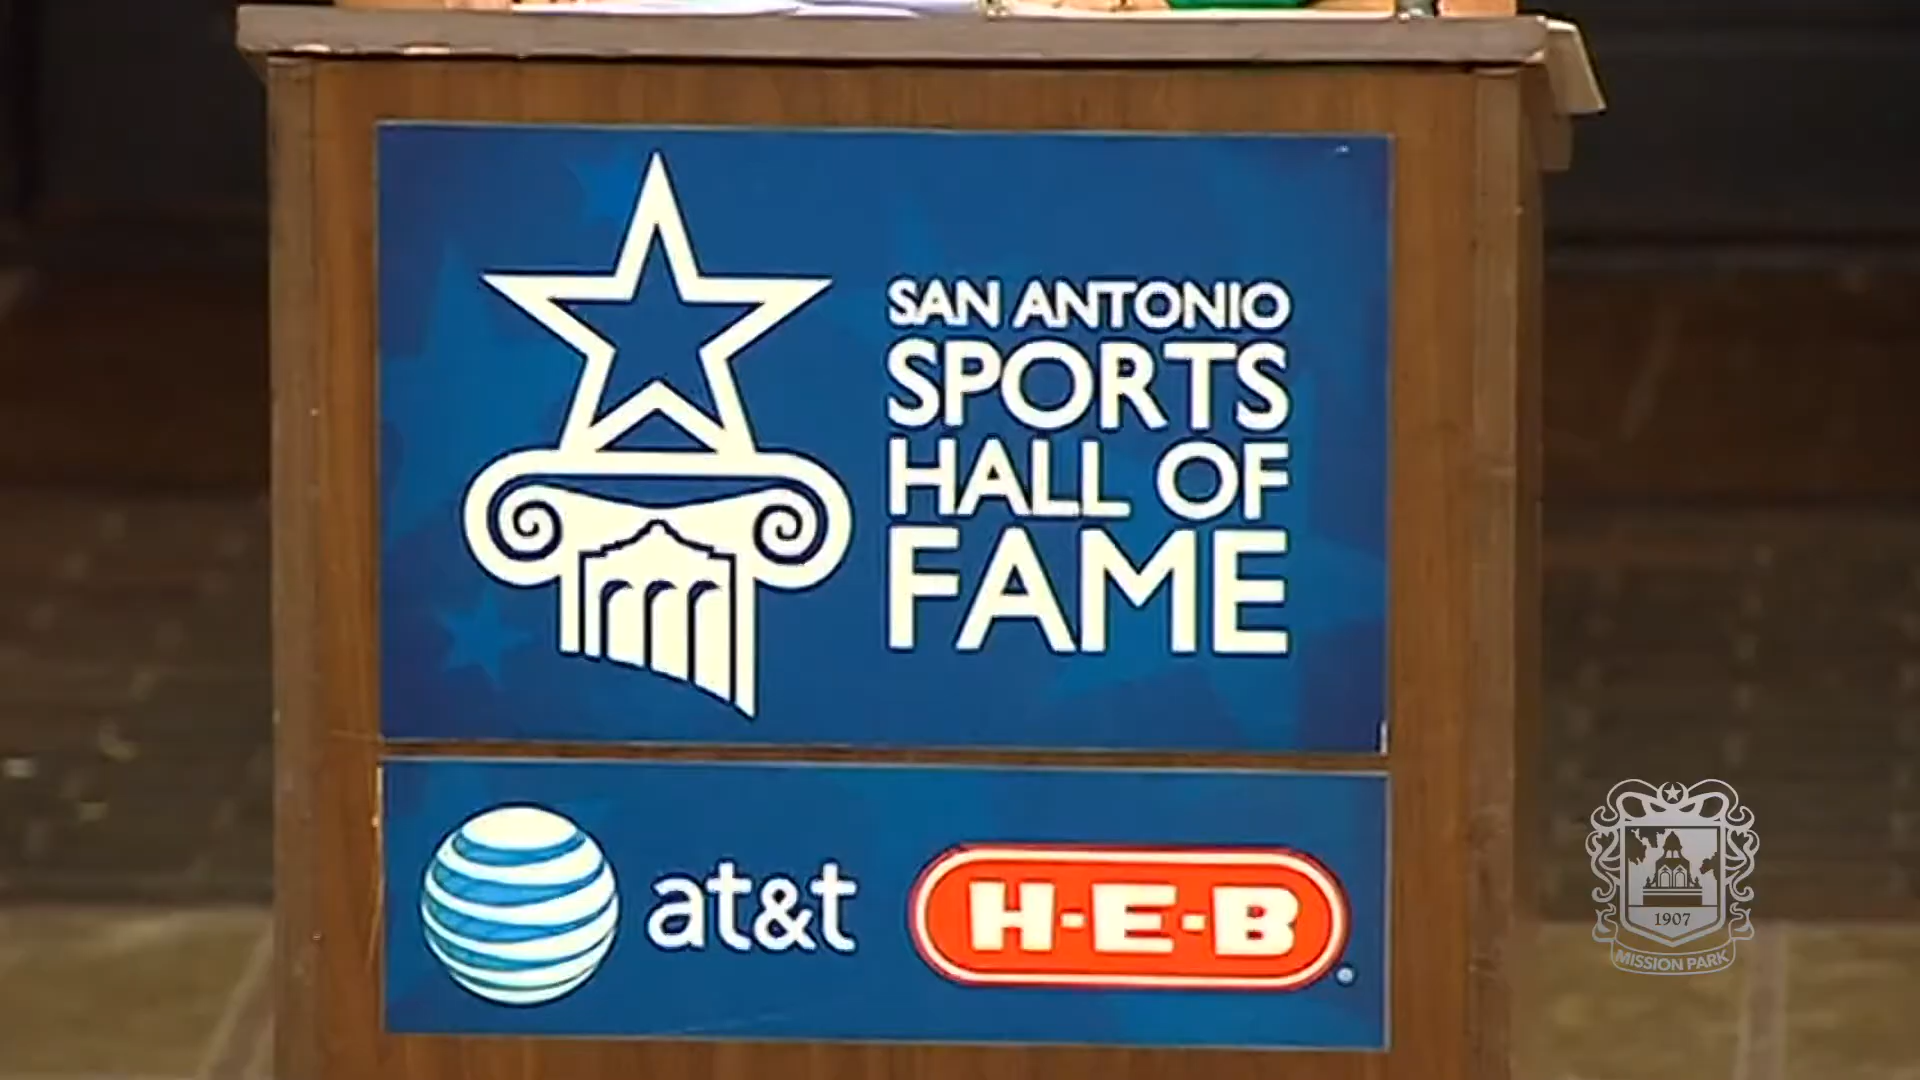 SAN ANTONIO
SPORTS
HALL OF
FAME
at&t
H-E-B
1907
MISSION PARK